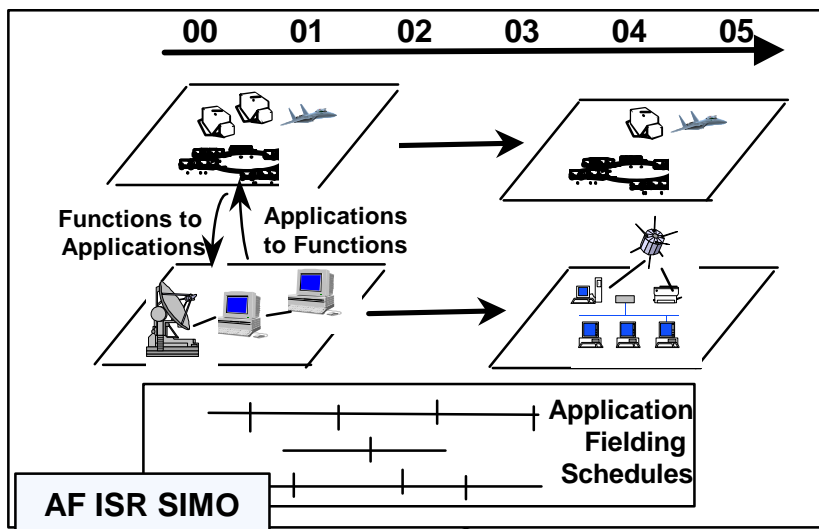 00 01 02 03 04 05
Functions to
Applications
Applications
to Functions
Application
Fielding
Schedules
AF ISR SIMO